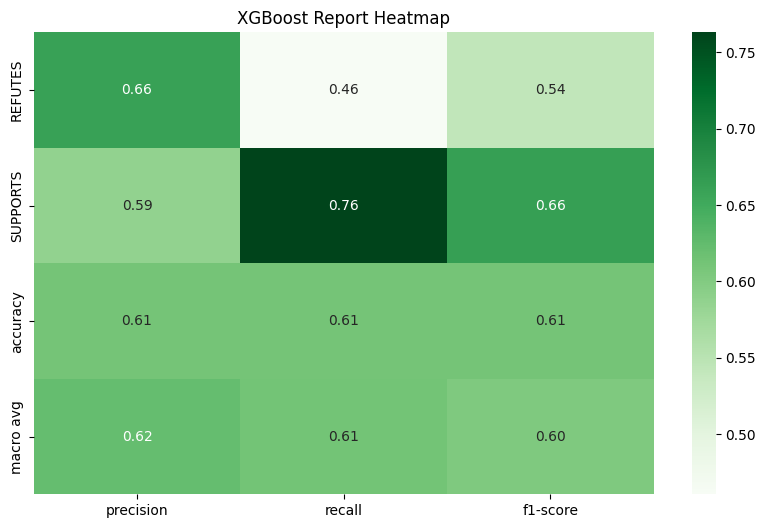 XGBoost Report Heatmap
REFUTES 0.66 0.46 0.54
SUPPORTS 0.59 0.76 0.66
accuracy 0.61 0.61 0.61
macro avg 0.62 0.61 0.60
precision recall f1-score
0.75
0.70
0.65
0.60
0.55
0.50